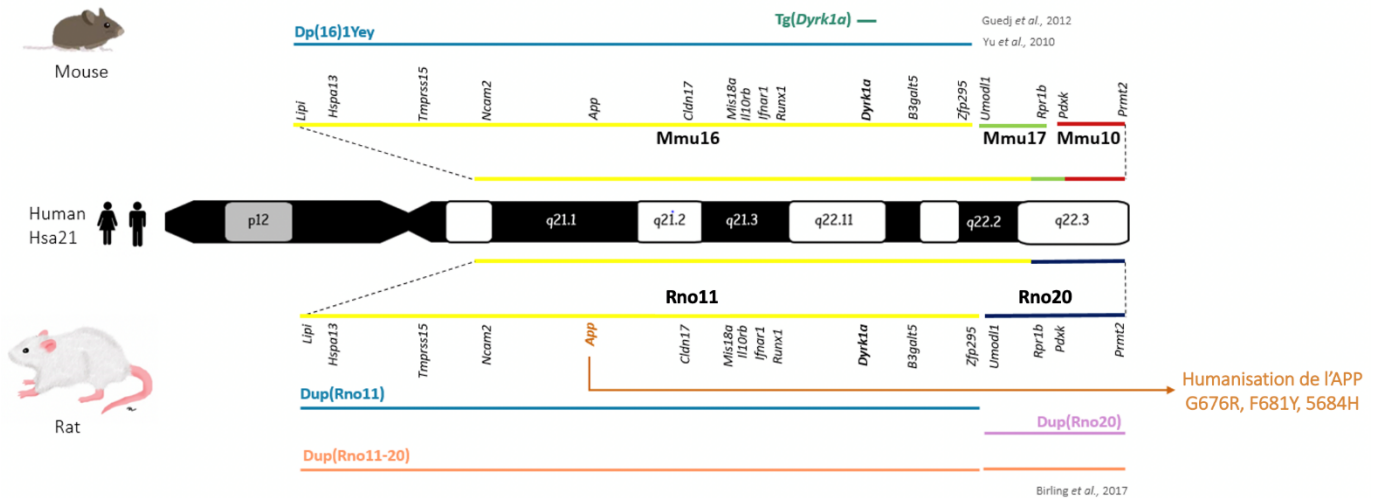 Tg(Dyrk1a)
Guedj et al., 2012
Dp(16)1Yey
Yu et al., 2010
Mouse
Lipi
Hspa13
Tmprss15
Ncam2
App
Cldn17
Mis18a
Il10rb
Ifnar1
Runx1
Dyrk1a
B3galt5
Zfp295
Umodl1
Rpr1b
Pdxk
Prmt2
Mmu16
Mmu17
Mmu10
Human
Hsa21
p12
q21.1
q21.2
q21.3
q22.11
q22.2
q22.3
Rno11
Rno20
Lipi
Hspa13
Tmprss15
Ncam2
App
Cldn17
Mis18a
Il10rb
Ifnar1
Runx1
Dyrk1a
B3galt5
Zfp295
Umodl1
Rpr1b
Pdxk
Prmt2
Humanisation de l’APP
G676R, F681Y, 5684H
Dup(Rno11)
Rat
Dup(Rno20)
Dup(Rno11-20)
Birling et al., 2017